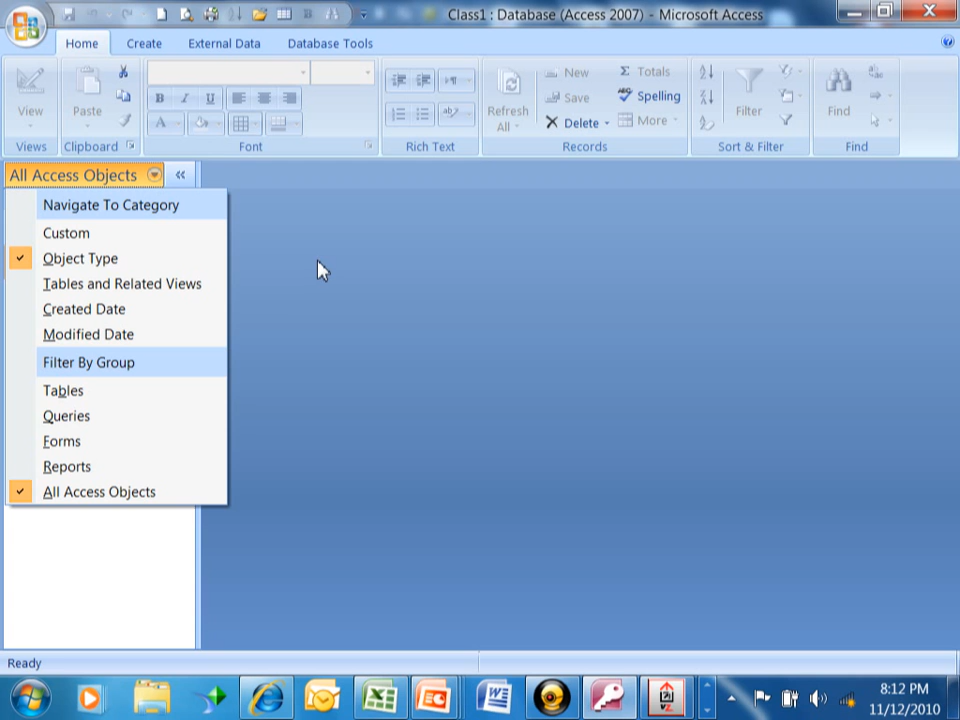 Class1 : Database (Access 2007) - Microsoft Access
Home Create External Data Database Tools
View
Paste
B I U
A
ab
Refresh
All
New
Save
Delete
Σ Totals
ABC Spelling
More
Filter
Find
Views Clipboard Font Rich Text Records Sort & Filter Find
All Access Objects «
Navigate To Category
Custom
Object Type
Tables and Related Views
Created Date
Modified Date
Filter By Group
Tables
Queries
Forms
Reports
All Access Objects
Ready
8:12 PM
11/12/2010